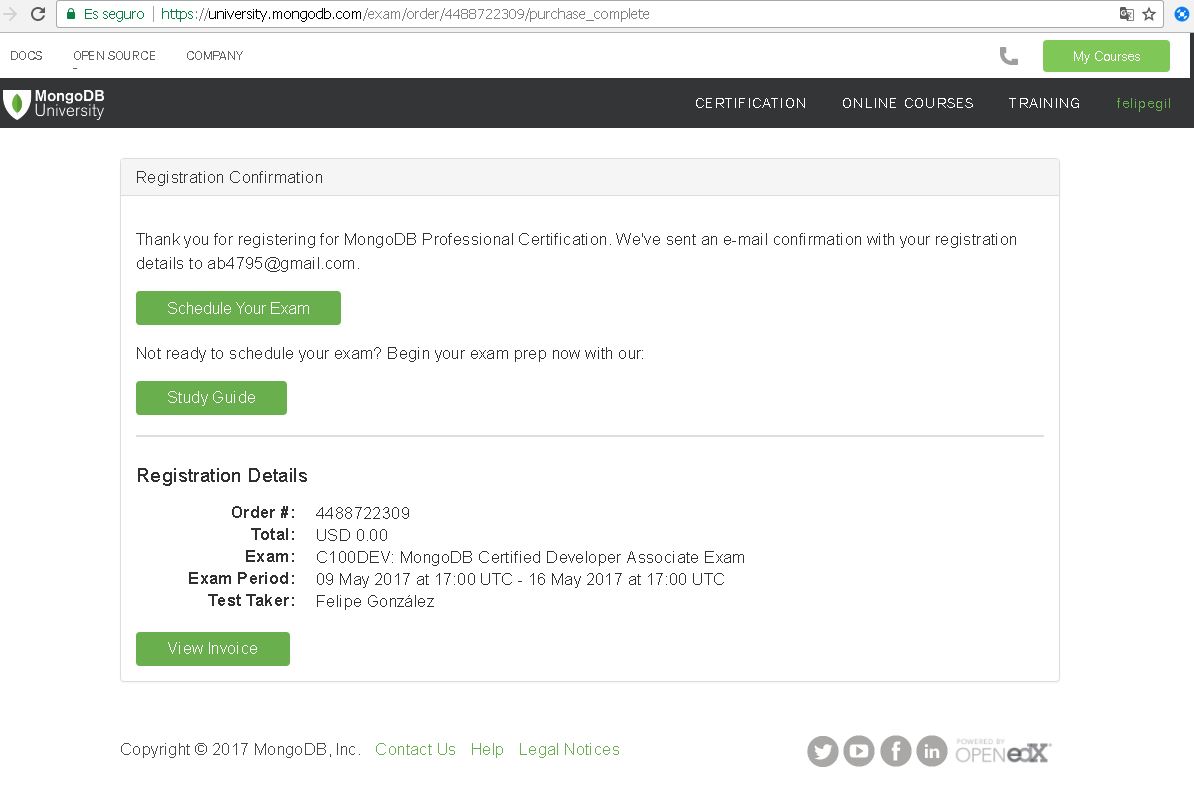 Es seguro https://university.mongodb.com/exam/order/4488722309/purchase_complete
DOCS OPEN SOURCE COMPANY My Courses
MongoDB
University
CERTIFICATION ONLINE COURSES TRAINING felipegil
Registration Confirmation
Thank you for registering for MongoDB Professional Certification. We've sent an e-mail confirmation with your registration
details to ab4795@gmail.com.
Schedule Your Exam
Not ready to schedule your exam? Begin your exam prep now with our:
Study Guide
Registration Details
Order #: 4488722309
Total: USD 0.00
Exam: C100DEV: MongoDB Certified Developer Associate Exam
Exam Period: 09 May 2017 at 17:00 UTC - 16 May 2017 at 17:00 UTC
Test Taker: Felipe González
View Invoice
Copyright © 2017 MongoDB, Inc. Contact Us Help Legal Notices
POWERED BY
OPEN edX